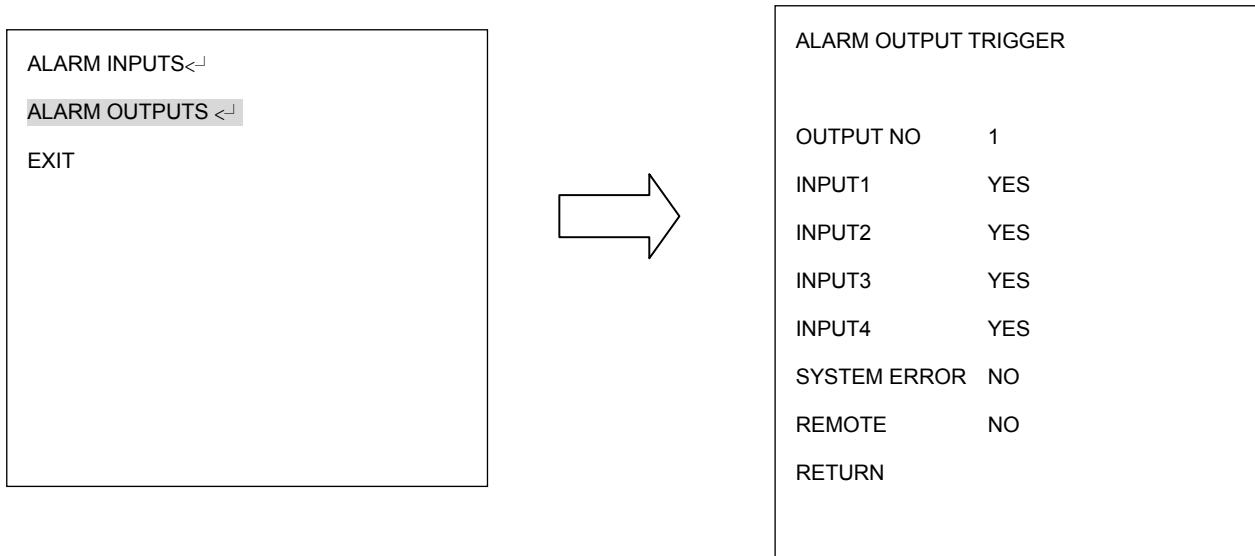 ALARM INPUTS<┘
ALARM OUTPUTS <┘
EXIT
ALARM OUTPUT TRIGGER
OUTPUT NO 1
INPUT1 YES
INPUT2 YES
INPUT3 YES
INPUT4 YES
SYSTEM ERROR NO
REMOTE NO
RETURN